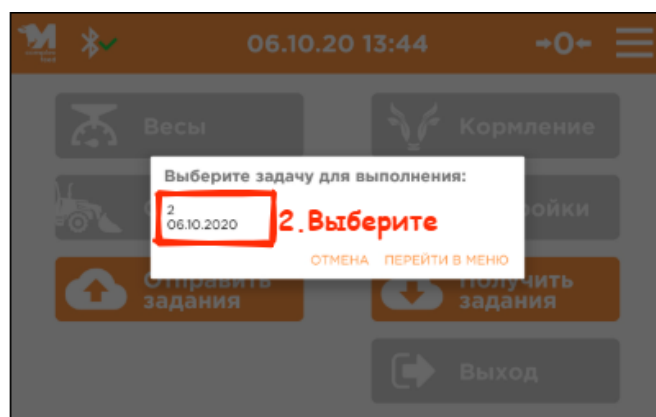 06.10.20 13:44
→0←
Весы
Кормление
Выберите задачу для выполнения:
2
06.10.2020
2.Выберите
ройки
ОТМЕНА ПЕРЕЙТИ В МЕНЮ
Отправить
задания
Получить
задания
Выход